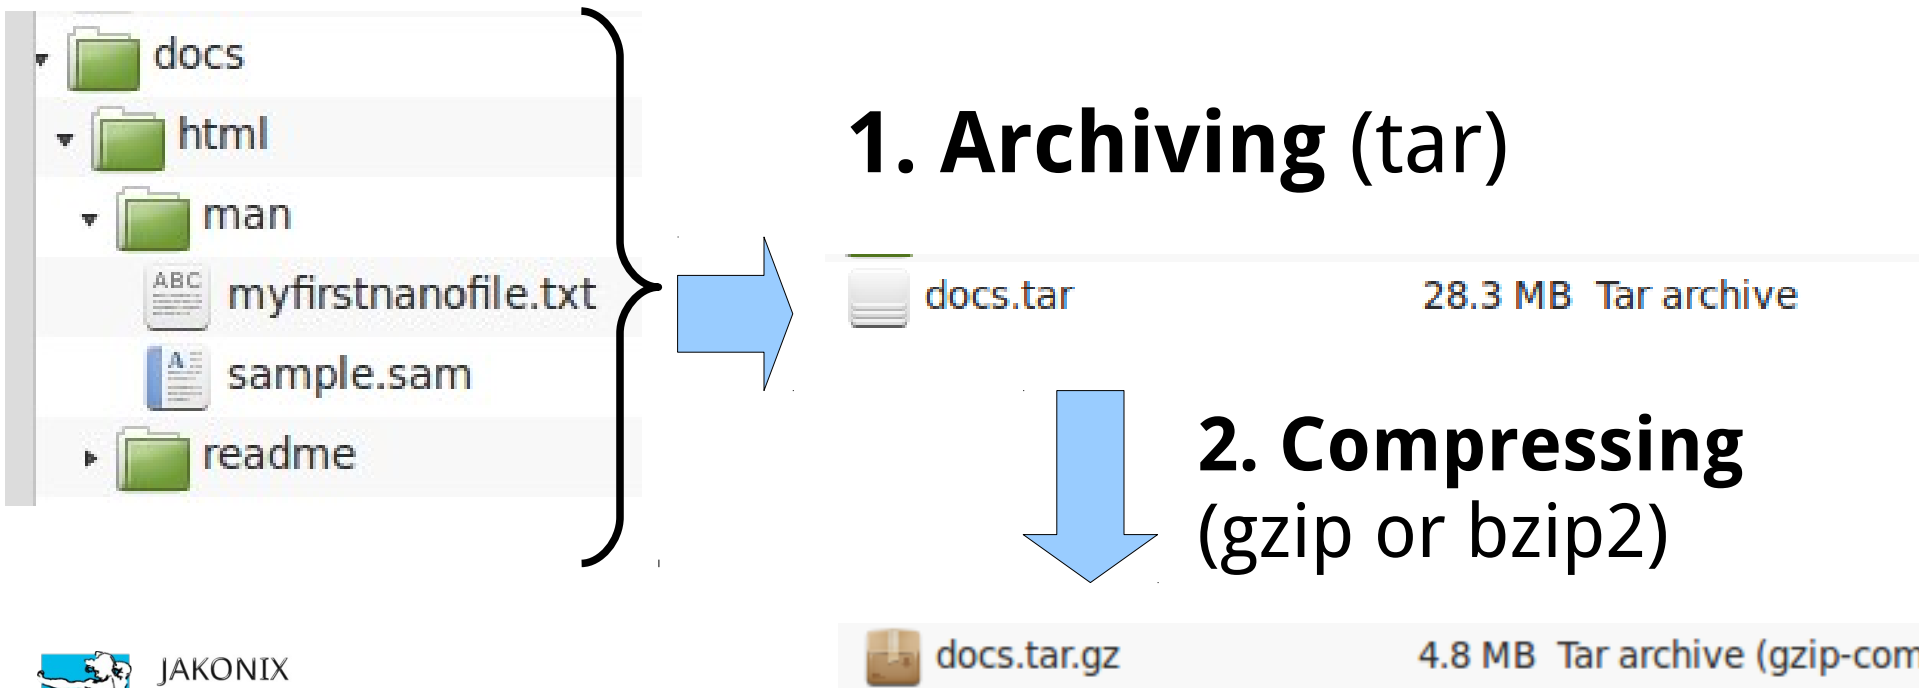 docs
html
man
myfirstnanofile.txt
sample.sam
readme
1. Archiving (tar)
docs.tar 28.3 MB Tar archive
2. Compressing
(gzip or bzip2)
docs.tar.gz 4.8 MB Tar archive (gzip-com
JAKONIX